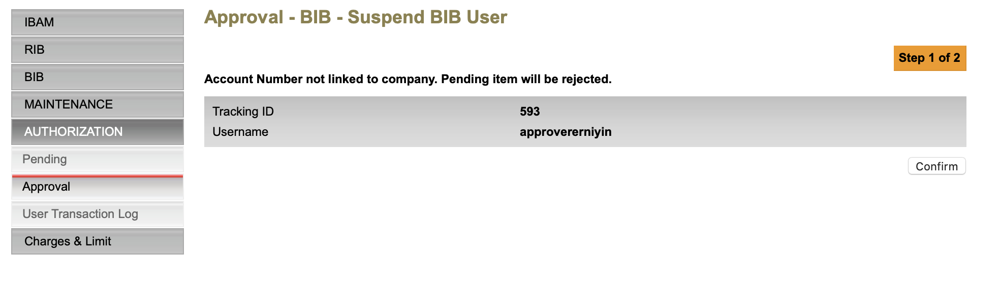 IBAM
RIB
BIB
MAINTENANCE
AUTHORIZATION
Pending
Approval
User Transaction Log
Charges & Limit
Approval - BIB - Suspend BIB User
Step 1 of 2
Account Number not linked to company. Pending item will be rejected.
Tracking ID 593
Username approvererniyin
Confirm